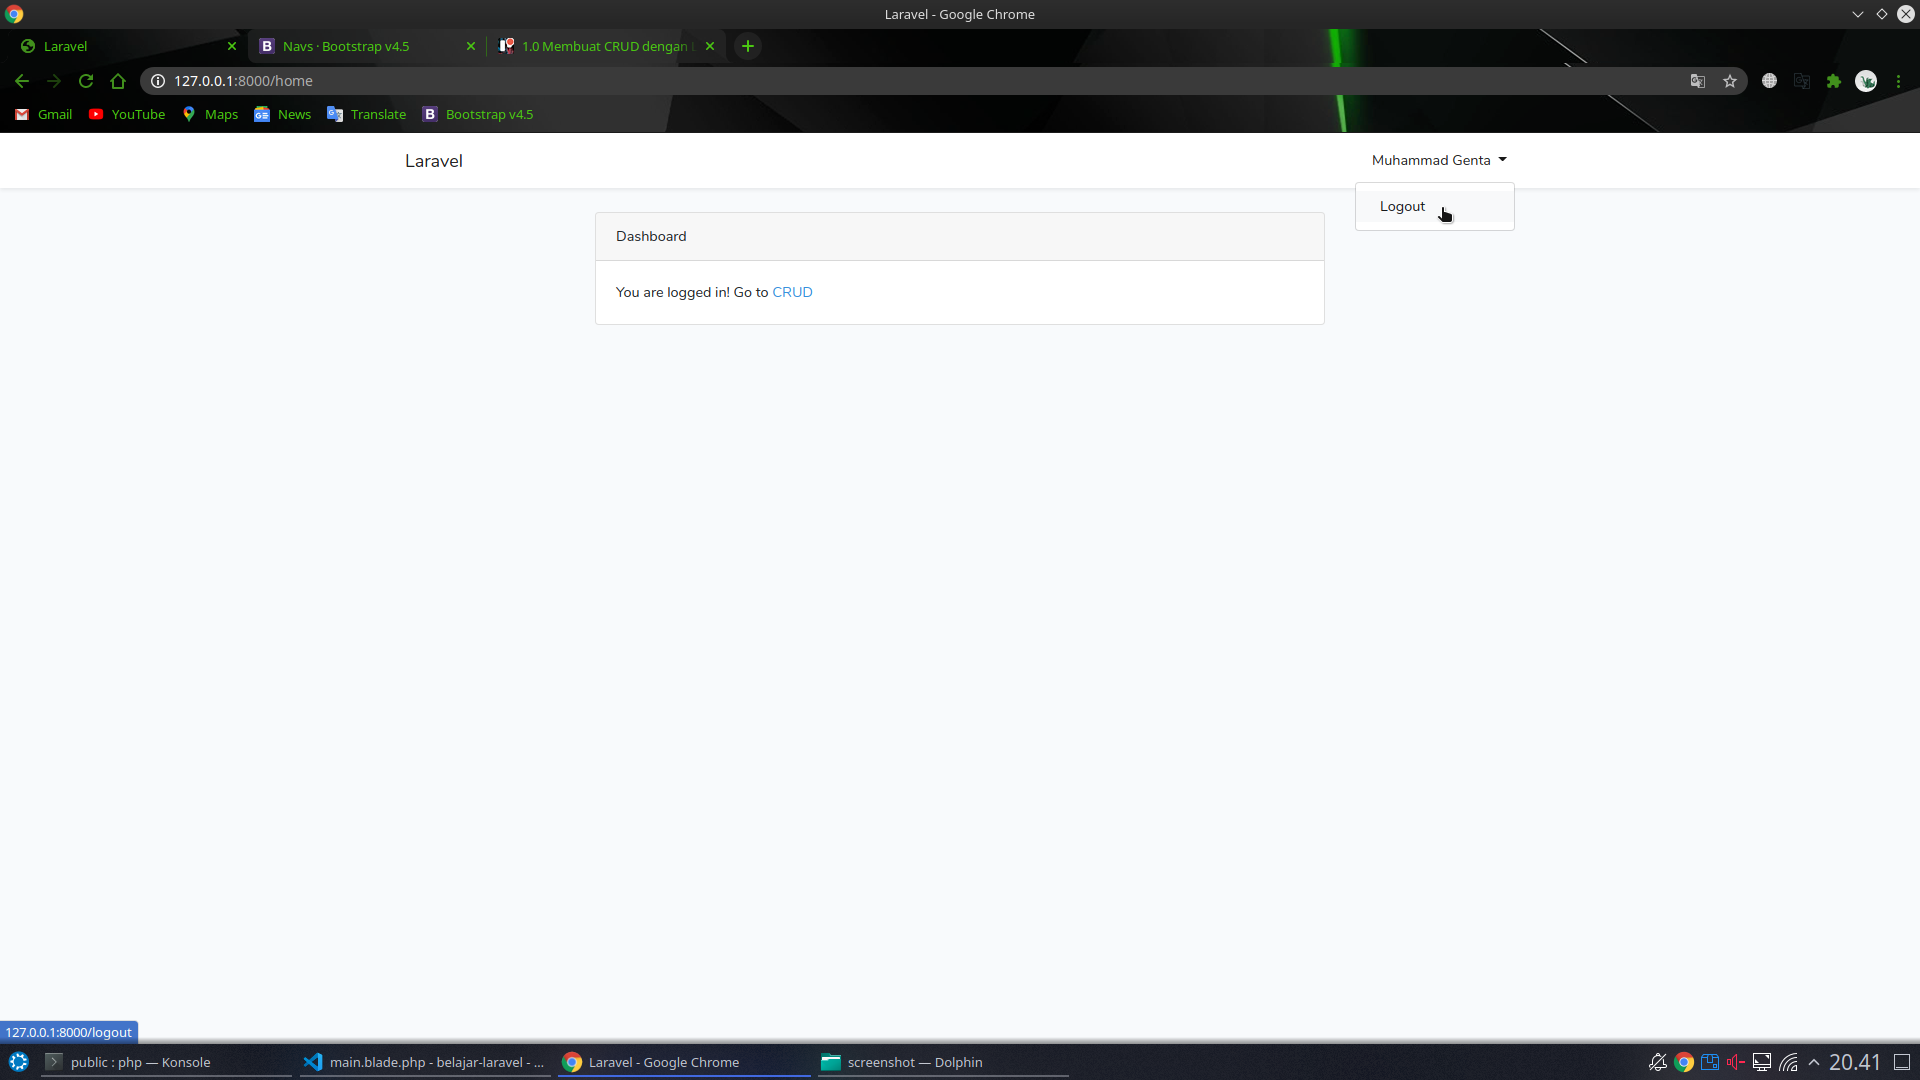 Laravel - Google Chrome
Laravel
Navs · Bootstrap v4.5
1.0 Membuat CRUD dengan
127.0.0.1:8000/home
Gmail
YouTube
Maps
News
Translate
Bootstrap v4.5
Laravel
Muhammad Genta
Logout
Dashboard
You are logged in! Go to CRUD
127.0.0.1:8000/logout
public : php — Konsole
main.blade.php - belajar-laravel - ...
Laravel - Google Chrome
screenshot — Dolphin
20.41